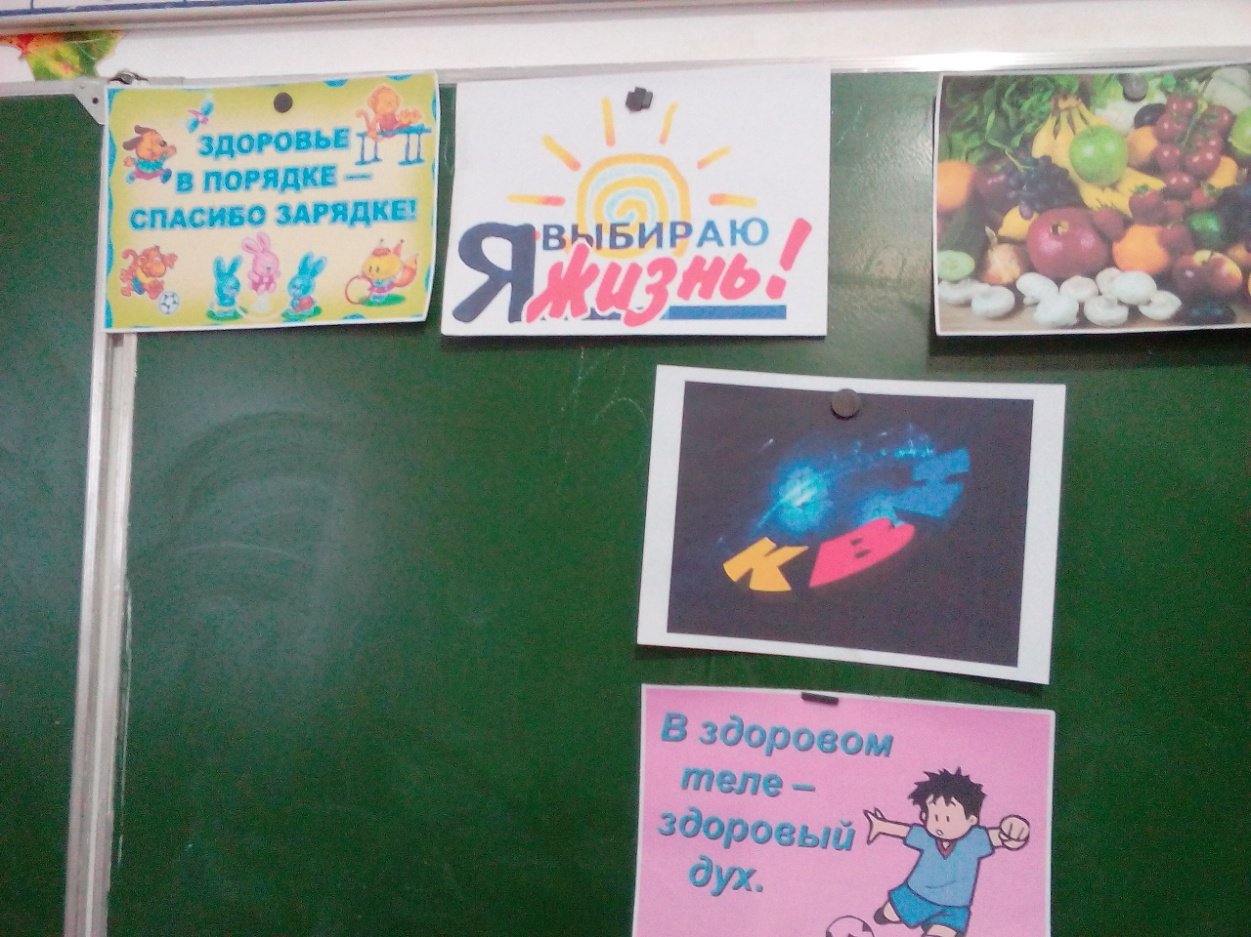 ЗДОРОВЬЕ
В ПОРЯДКЕ —
СПАСИБО ЗАРЯДКЕ!
Я ВЫБИРАЮ
жизнь!
КВН
В здоровом
теле –
здоровый
дух.